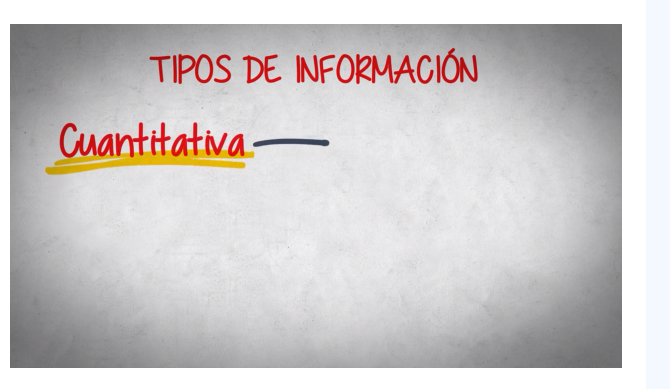 TIPOS DE INFORMACIÓN
Cuantitativa